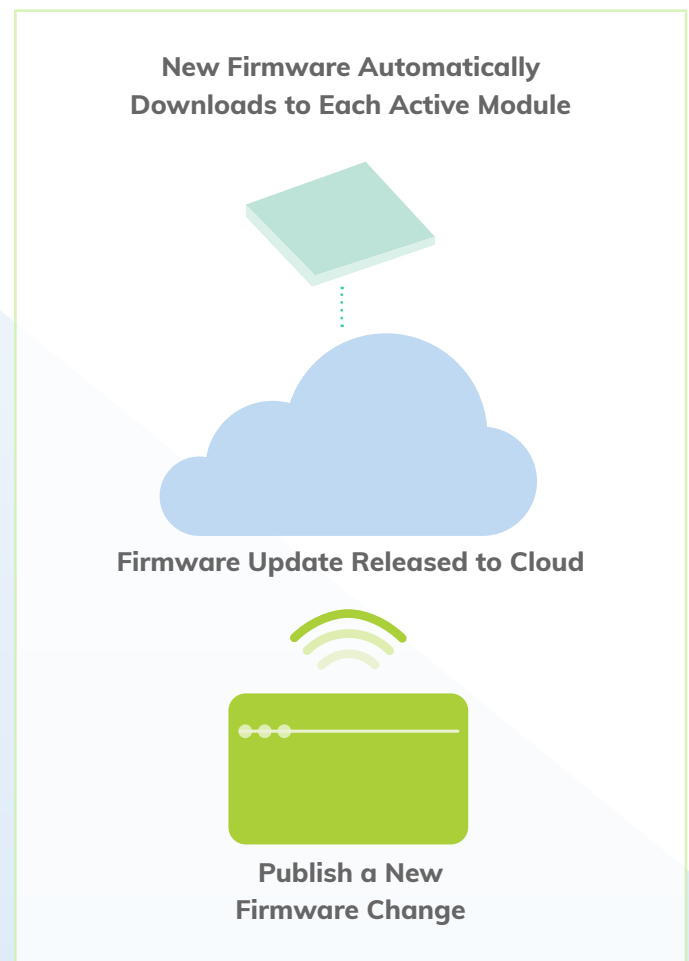 New Firmware Automatically
Downloads to Each Active Module
Firmware Update Released to Cloud
Publish a New
Firmware Change